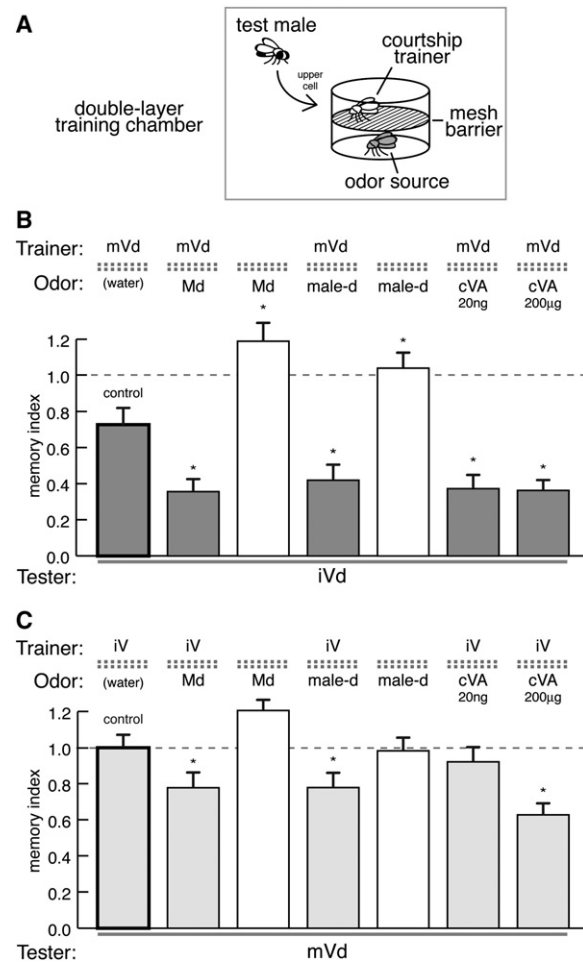 A
test male
upper
cell
courtship
trainer
double-layer
training chamber
mesh
barrier
odor source
B
Trainer: mVd mVd mVd mVd mVd
Odor: (water) Md Md male-d male-d cVA cVA
20ng 200µg
*
1.2
*
1.0
control
0.8
memory index
0.6
* * * *
0.4
0.2
0.0
Tester: iVd
C
Trainer: iV iV iV iV iV
Odor: (water) Md Md male-d male-d cVA cVA
20ng 200µg
1.2
control
1.0
* *
0.8
*
memory index
0.6
0.4
0.2
0.0
Tester: mVd